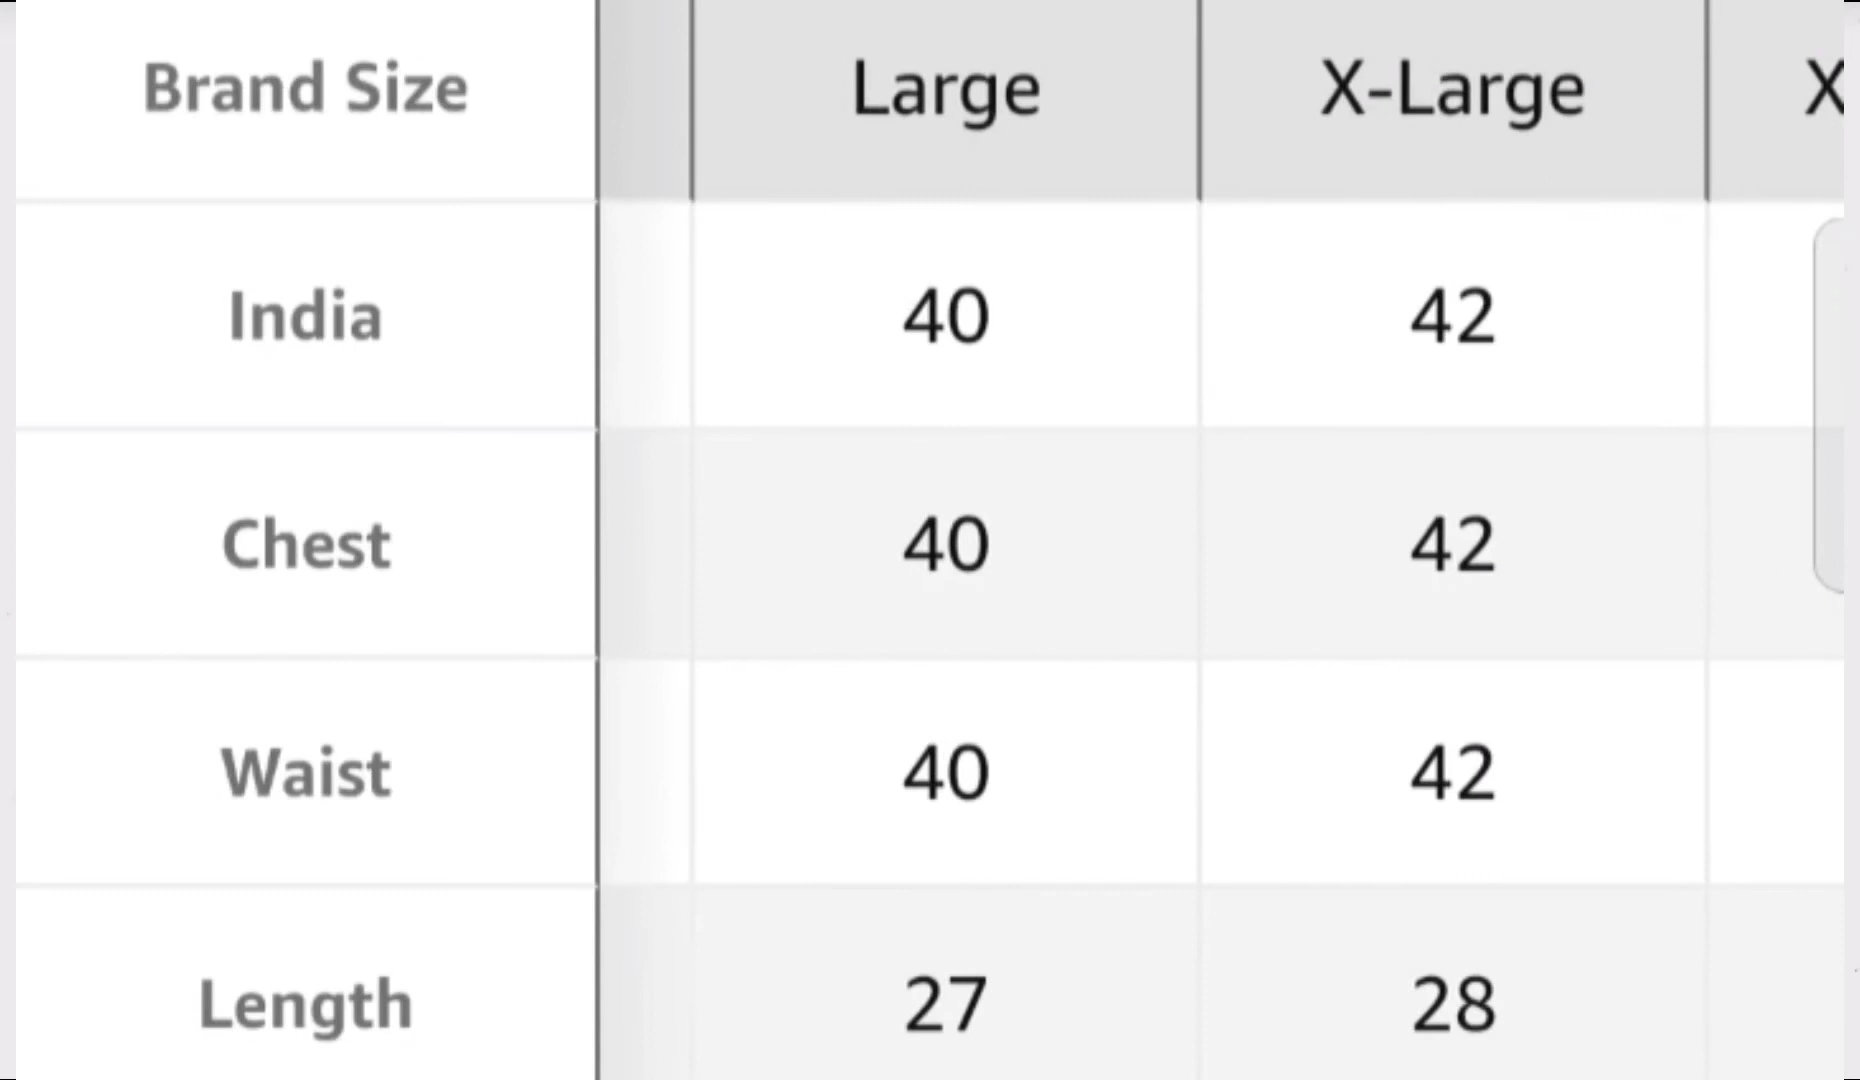 Brand Size Large X-Large X
India 40 42
Chest 40 42
Waist 40 42
Length 27 28